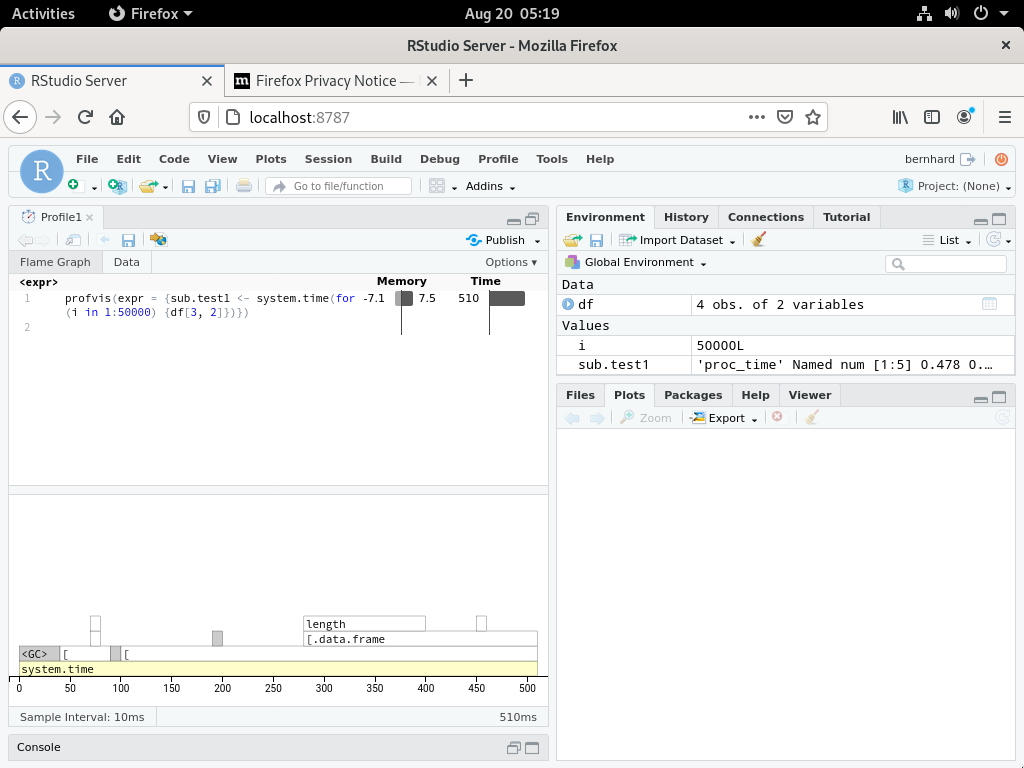 Activities Firefox Aug 20 05:19
RStudio Server - Mozilla Firefox
RStudio Server Firefox Privacy Notice —
localhost:8787
R File Edit Code View Plots Session Build Debug Profile Tools Help bernhard
Go to file/function Addins Project: (None)
Profile1
Publish
Flame Graph Data Options
<expr> Memory Time
1 profvis(expr = {sub.test1 <- system.time(for -7.1 7.5 510
(i in 1:50000) {df[3, 2]})})
2
length
[.data.frame
<GC> [ [
system.time
0 50 100 150 200 250 300 350 400 450 500
Sample Interval: 10ms 510ms
Console
Environment History Connections Tutorial
Import Dataset List
Global Environment
Data
df 4 obs. of 2 variables
Values
i 50000L
sub.test1 'proc_time' Named num [1:5] 0.478 0.…
Files Plots Packages Help Viewer
Zoom Export